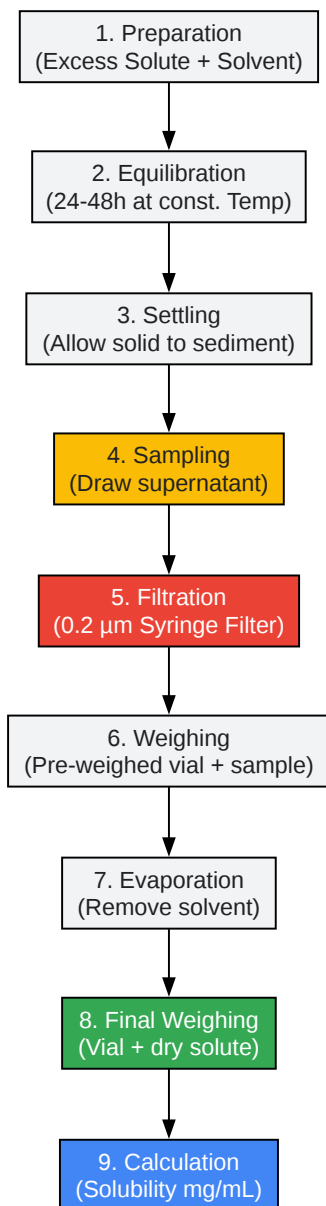 1. Preparation
(Excess Solute + Solvent)
2. Equilibration
(24-48h at const. Temp)
3. Settling
(Allow solid to sediment)
4. Sampling
(Draw supernatant)
5. Filtration
(0.2 µm Syringe Filter)
6. Weighing
(Pre-weighed vial + sample)
7. Evaporation
(Remove solvent)
8. Final Weighing
(Vial + dry solute)
9. Calculation
(Solubility mg/mL)